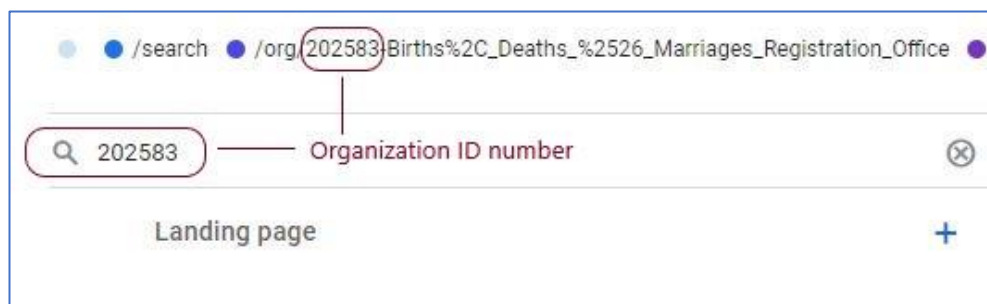 /search /org/202583-Births%2C_Deaths_%2526_Marriages_Registration_Office
202583 Organization ID number
Landing page +